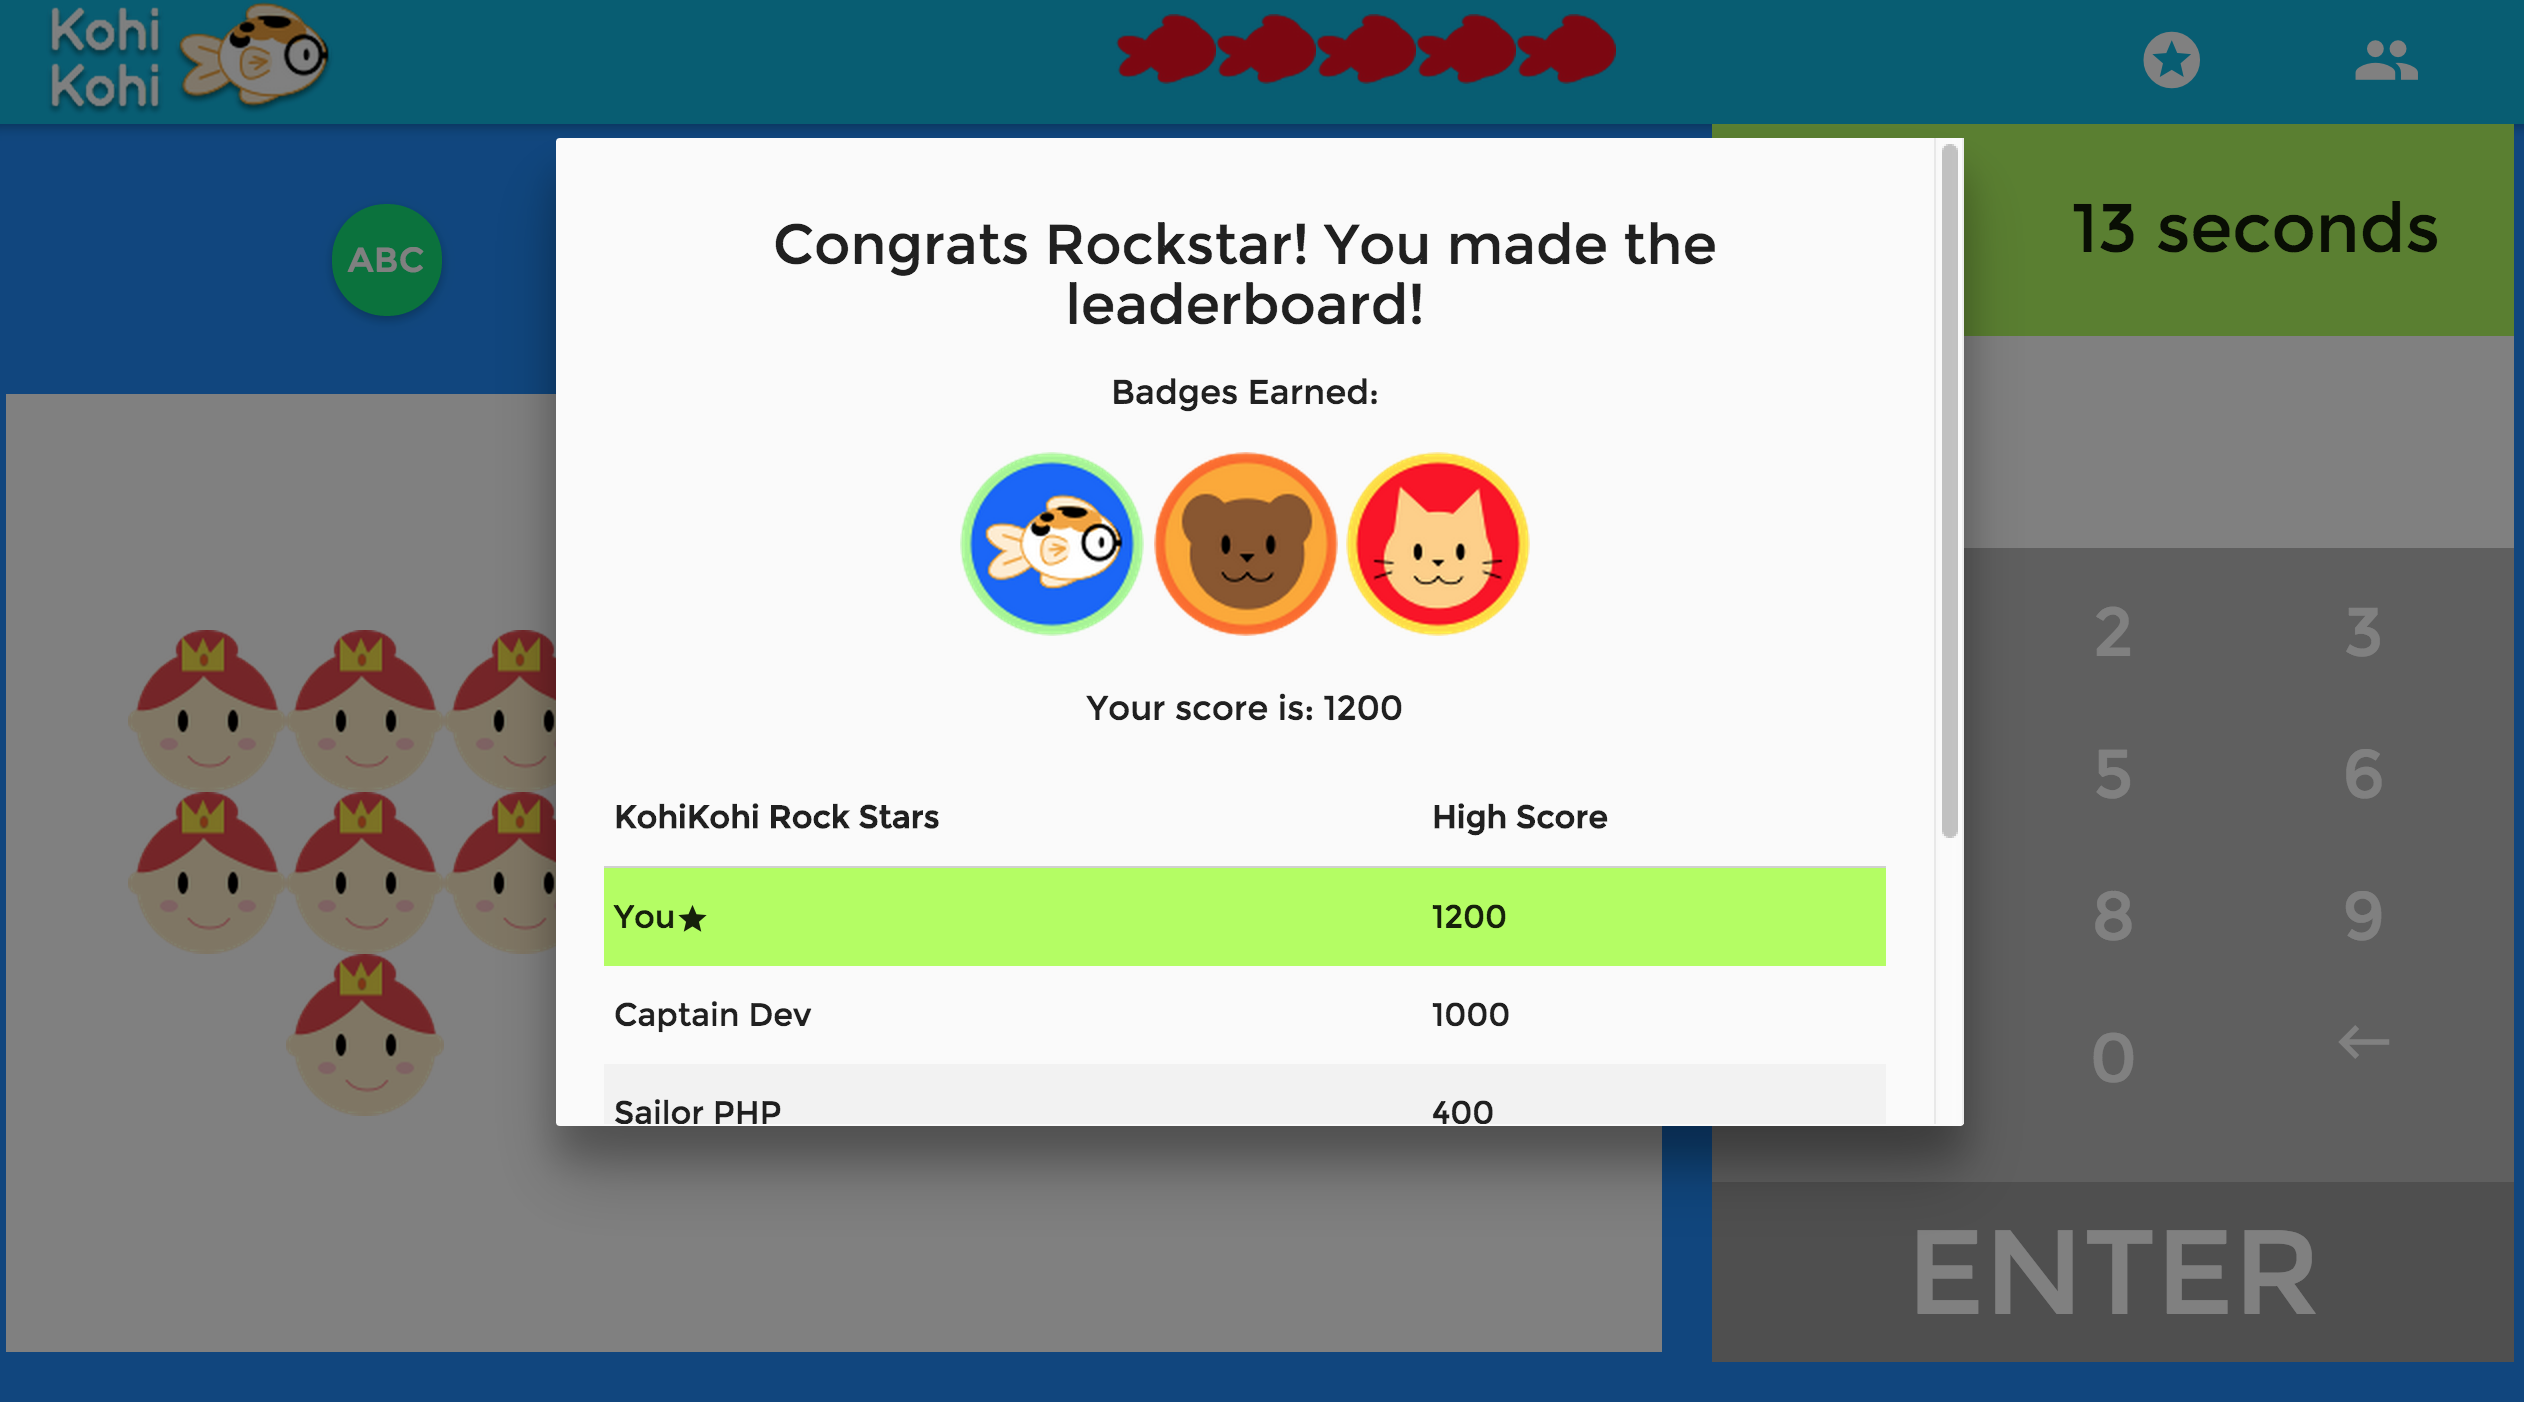 Kohi
Kohi
ABC
13 seconds
Congrats Rockstar! You made the
leaderboard!
Badges Earned:
Your score is: 1200
KohiKohi Rock Stars High Score
You★ 1200
Captain Dev 1000
Sailor PHP 400
2 3
5 6
8 9
0 ←
ENTER